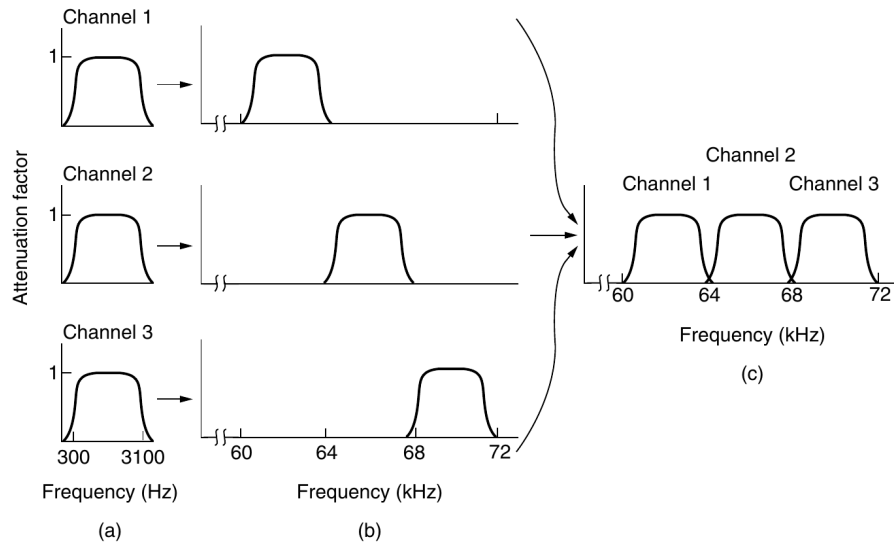 Channel 1
1
Channel 2
1
Attenuation factor
Channel 3
1
300 3100
Frequency (Hz)
(a)
60 64 68 72
Frequency (kHz)
(b)
Channel 2
Channel 1 Channel 3
60 64 68 72
Frequency (kHz)
(c)